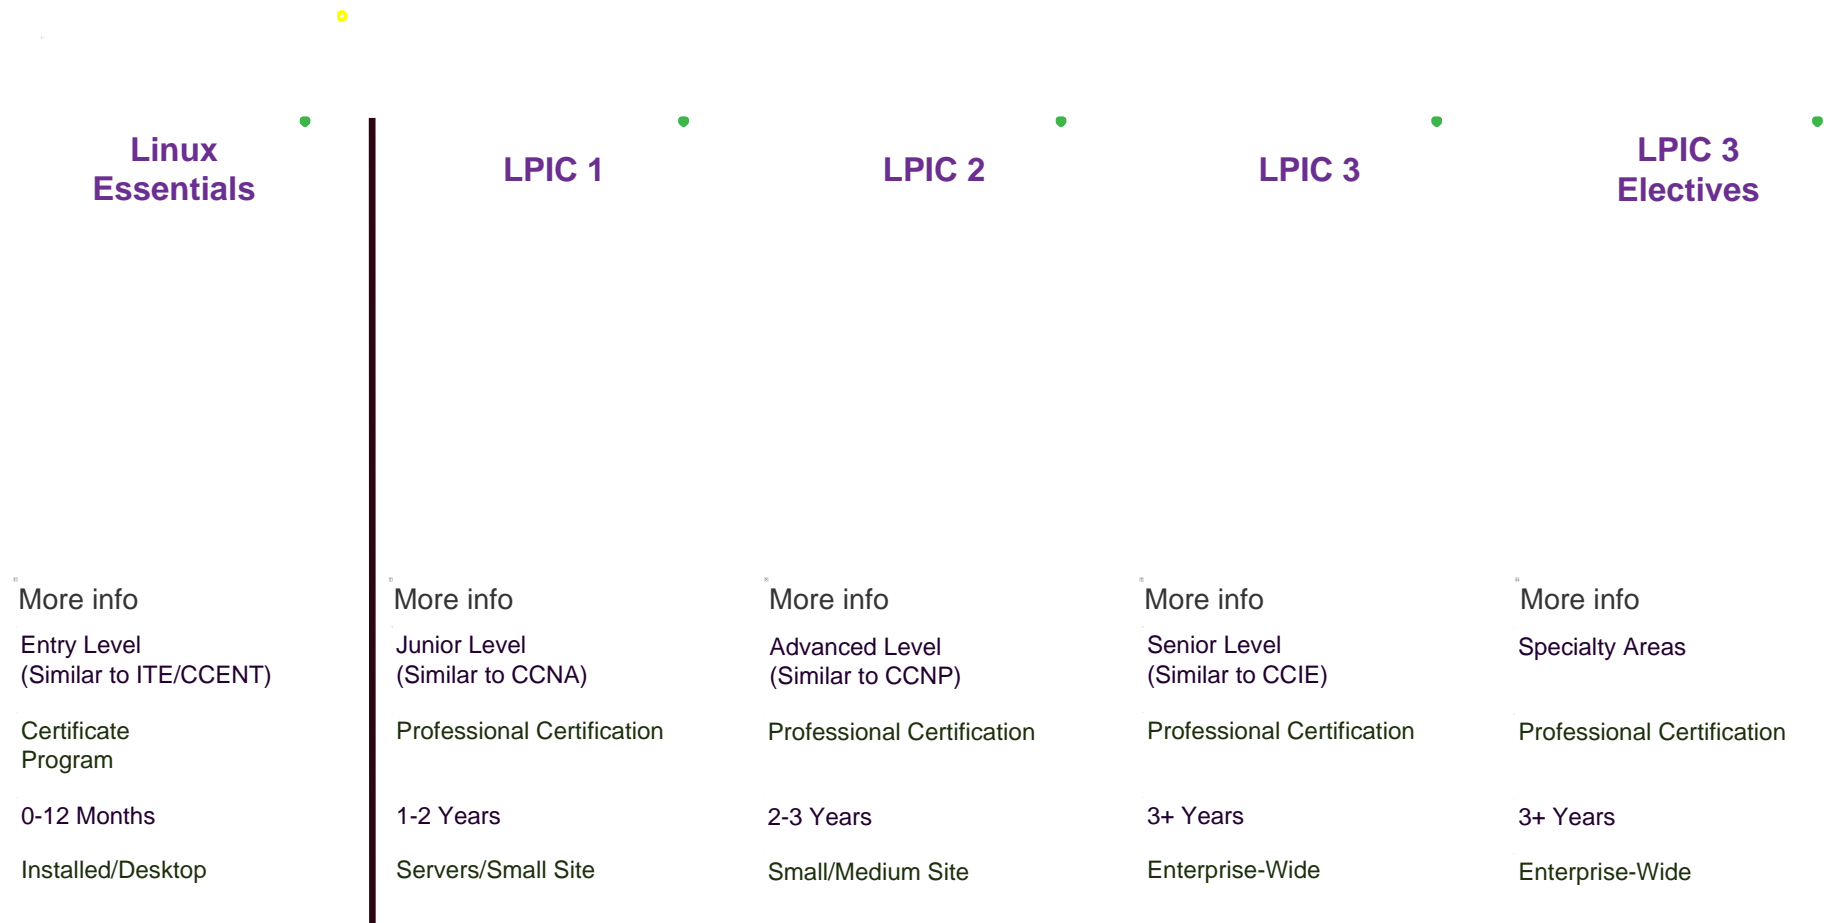 Linux
Essentials
LPIC 1
LPIC 2
LPIC 3
LPIC 3
Electives
More info
More info
More info
More info
More info
Entry Level
(Similar to ITE/CCENT)
Junior Level
(Similar to CCNA)
Advanced Level
(Similar to CCNP)
Senior Level
(Similar to CCIE)
Specialty Areas
Certificate
Program
Professional Certification
Professional Certification
Professional Certification
Professional Certification
0-12 Months
1-2 Years
2-3 Years
3+ Years
3+ Years
Installed/Desktop
Servers/Small Site
Small/Medium Site
Enterprise-Wide
Enterprise-Wide